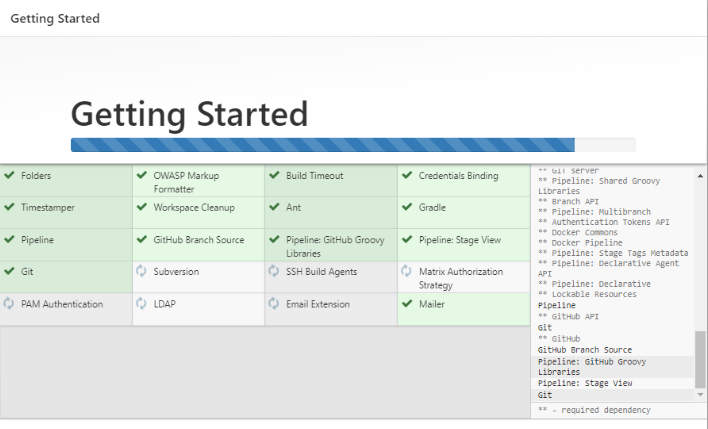 Getting Started
Getting Started
Folders
OWASP Markup
Formatter
Build Timeout
Credentials Binding
Timestamper
Workspace Cleanup
Ant
Gradle
Pipeline
GitHub Branch Source
Pipeline: GitHub Groovy
Libraries
Pipeline: Stage View
Git
Subversion
SSH Build Agents
Matrix Authorization
Strategy
PAM Authentication
LDAP
Email Extension
Mailer
** GIT server
** Pipeline: Shared Groovy
Libraries
** Branch API
** Pipeline: Multibranch
** Authentication Tokens API
** Docker Commons
** Docker Pipeline
** Pipeline: Stage Tags Metadata
** Pipeline: Declarative Agent
API
** Pipeline: Declarative
** Lockable Resources
Pipeline
** GitHub API
Git
** GitHub
GitHub Branch Source
Pipeline: GitHub Groovy
Libraries
Pipeline: Stage View
Git
** - required dependency